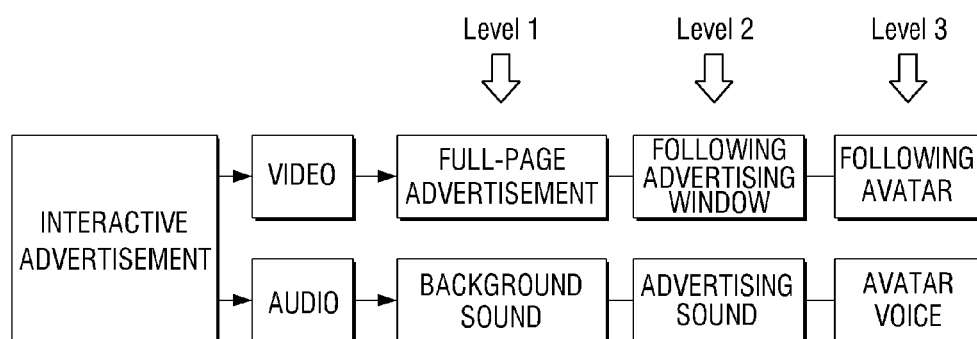 Level 1
Level 2
Level 3
INTERACTIVE
ADVERTISEMENT
VIDEO
FULL-PAGE
ADVERTISEMENT
FOLLOWING
ADVERTISING
WINDOW
FOLLOWING
AVATAR
AUDIO
BACKGROUND
SOUND
ADVERTISING
SOUND
AVATAR
VOICE